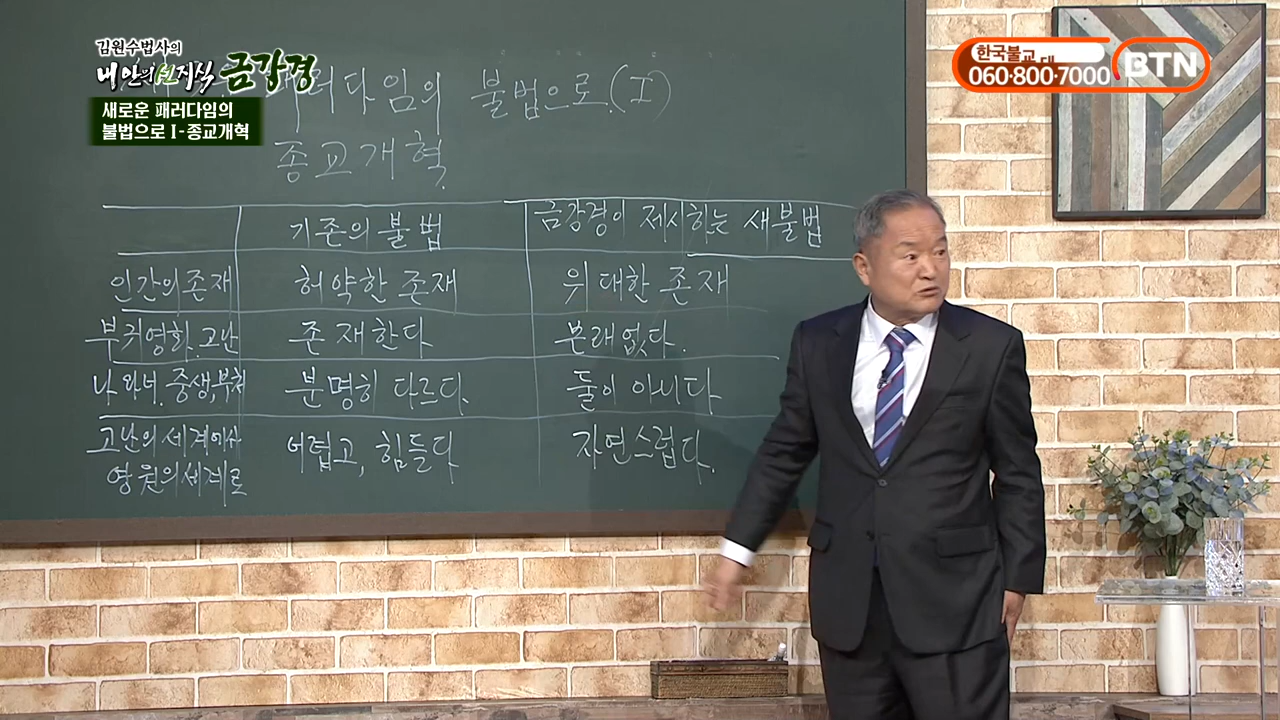 김원수법사의
내 안의 선지식 금강경
새로운 패러다임의
불법으로 I - 종교개혁
한국불교 대
060·800·7000
BTN
러다임의 불법으로.(I)
종교개혁.
기존의 불법 금강경이 제시하는 새불법
인간의 존재 허약한 존재 위대한 존재
부귀영화.고난 존재한다 본래없다.
나와너.중생,부처 분명히 다르다. 둘이 아니다
고난의 세계에서 어렵고, 힘들다 자연스럽다.
영원의 세계로